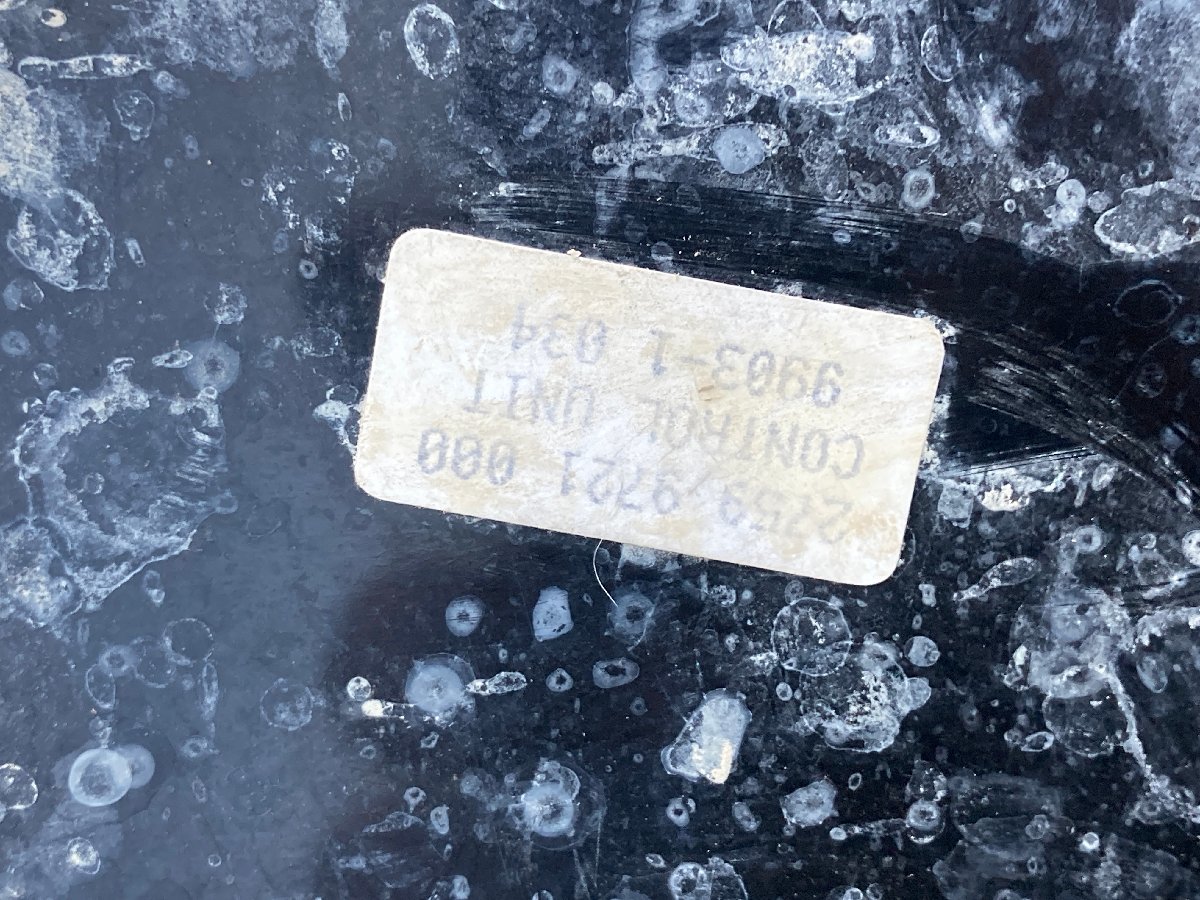 9721 000
CONTROL UNIT
9903-1 034